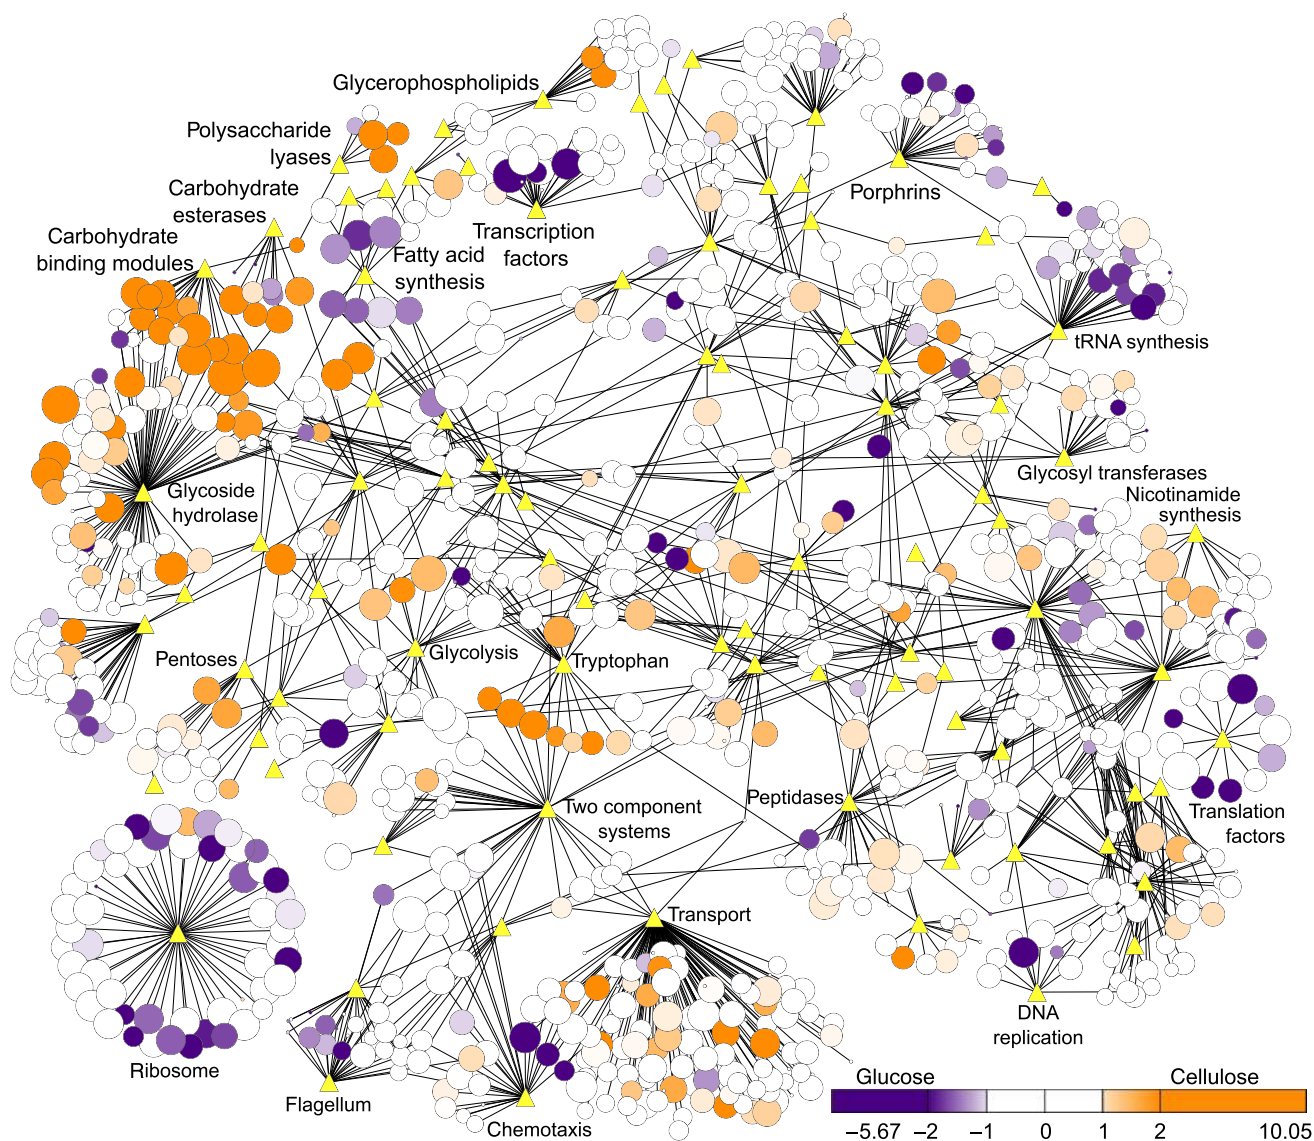 Glycerophospholipids
Polysaccharide
lyases
Carbohydrate
esterases
Carbohydrate
binding modules
Transcription
factors
Fatty acid
synthesis
Porphrins
tRNA synthesis
Glycosyl transferases
Nicotinamide
synthesis
Glycoside
hydrolase
Pentoses
Glycolysis
Tryptophan
Two component
systems
Peptidases
Translation
factors
Transport
DNA
replication
Ribosome
Flagellum
Chemotaxis
Glucose
Cellulose
−5.67 −2 −1 0 1 2 10.05